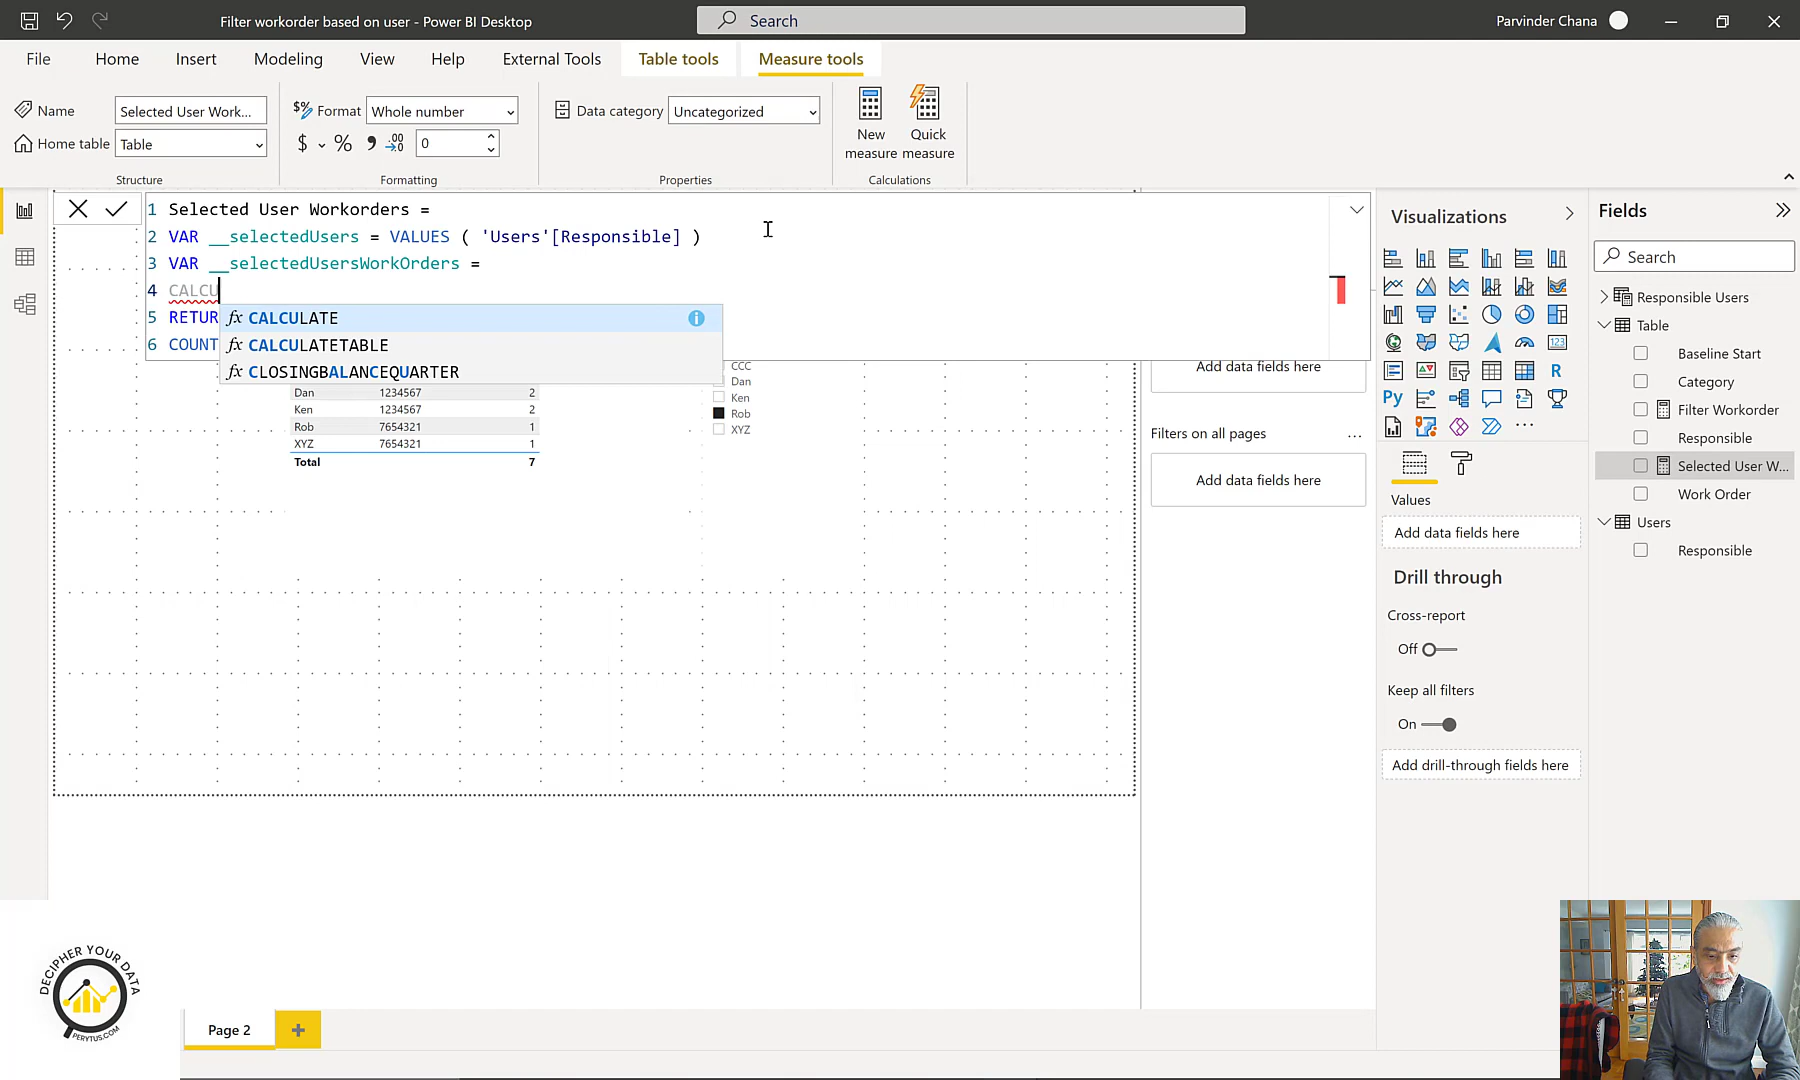 Filter workorder based on user - Power BI Desktop
Search
Parvinder Chana
File
Home
Insert
Modeling
View
Help
External Tools
Table tools
Measure tools
Name
Selected User Work...
Home table
Table
Structure
Format
Whole number
$
%
0
Formatting
Data category
Uncategorized
Properties
New measure
Quick measure
Calculations
1 Selected User Workorders =
2 VAR __selectedUsers = VALUES ( 'Users'[Responsible] )
3 VAR __selectedUsersWorkOrders =
4 CALCU
5 RETUR
6 COUNT
fx CALCULATE
fx CALCULATETABLE
fx CLOSINGBALANCEQUARTER
Dan 1234567 2
Ken 1234567 2
Rob 7654321 1
XYZ 7654321 1
Total 7
CCC
Dan
Ken
Rob
XYZ
Add data fields here
Filters on all pages
...
Add data fields here
Visualizations
123
R
Py
...
Values
Add data fields here
Drill through
Cross-report
Off
Keep all filters
On
Add drill-through fields here
Fields
Search
Responsible Users
Table
Baseline Start
Category
Filter Workorder
Responsible
Selected User W...
Work Order
Users
Responsible
DECIPHER YOUR DATA
PERYTUS.COM
Page 2
+